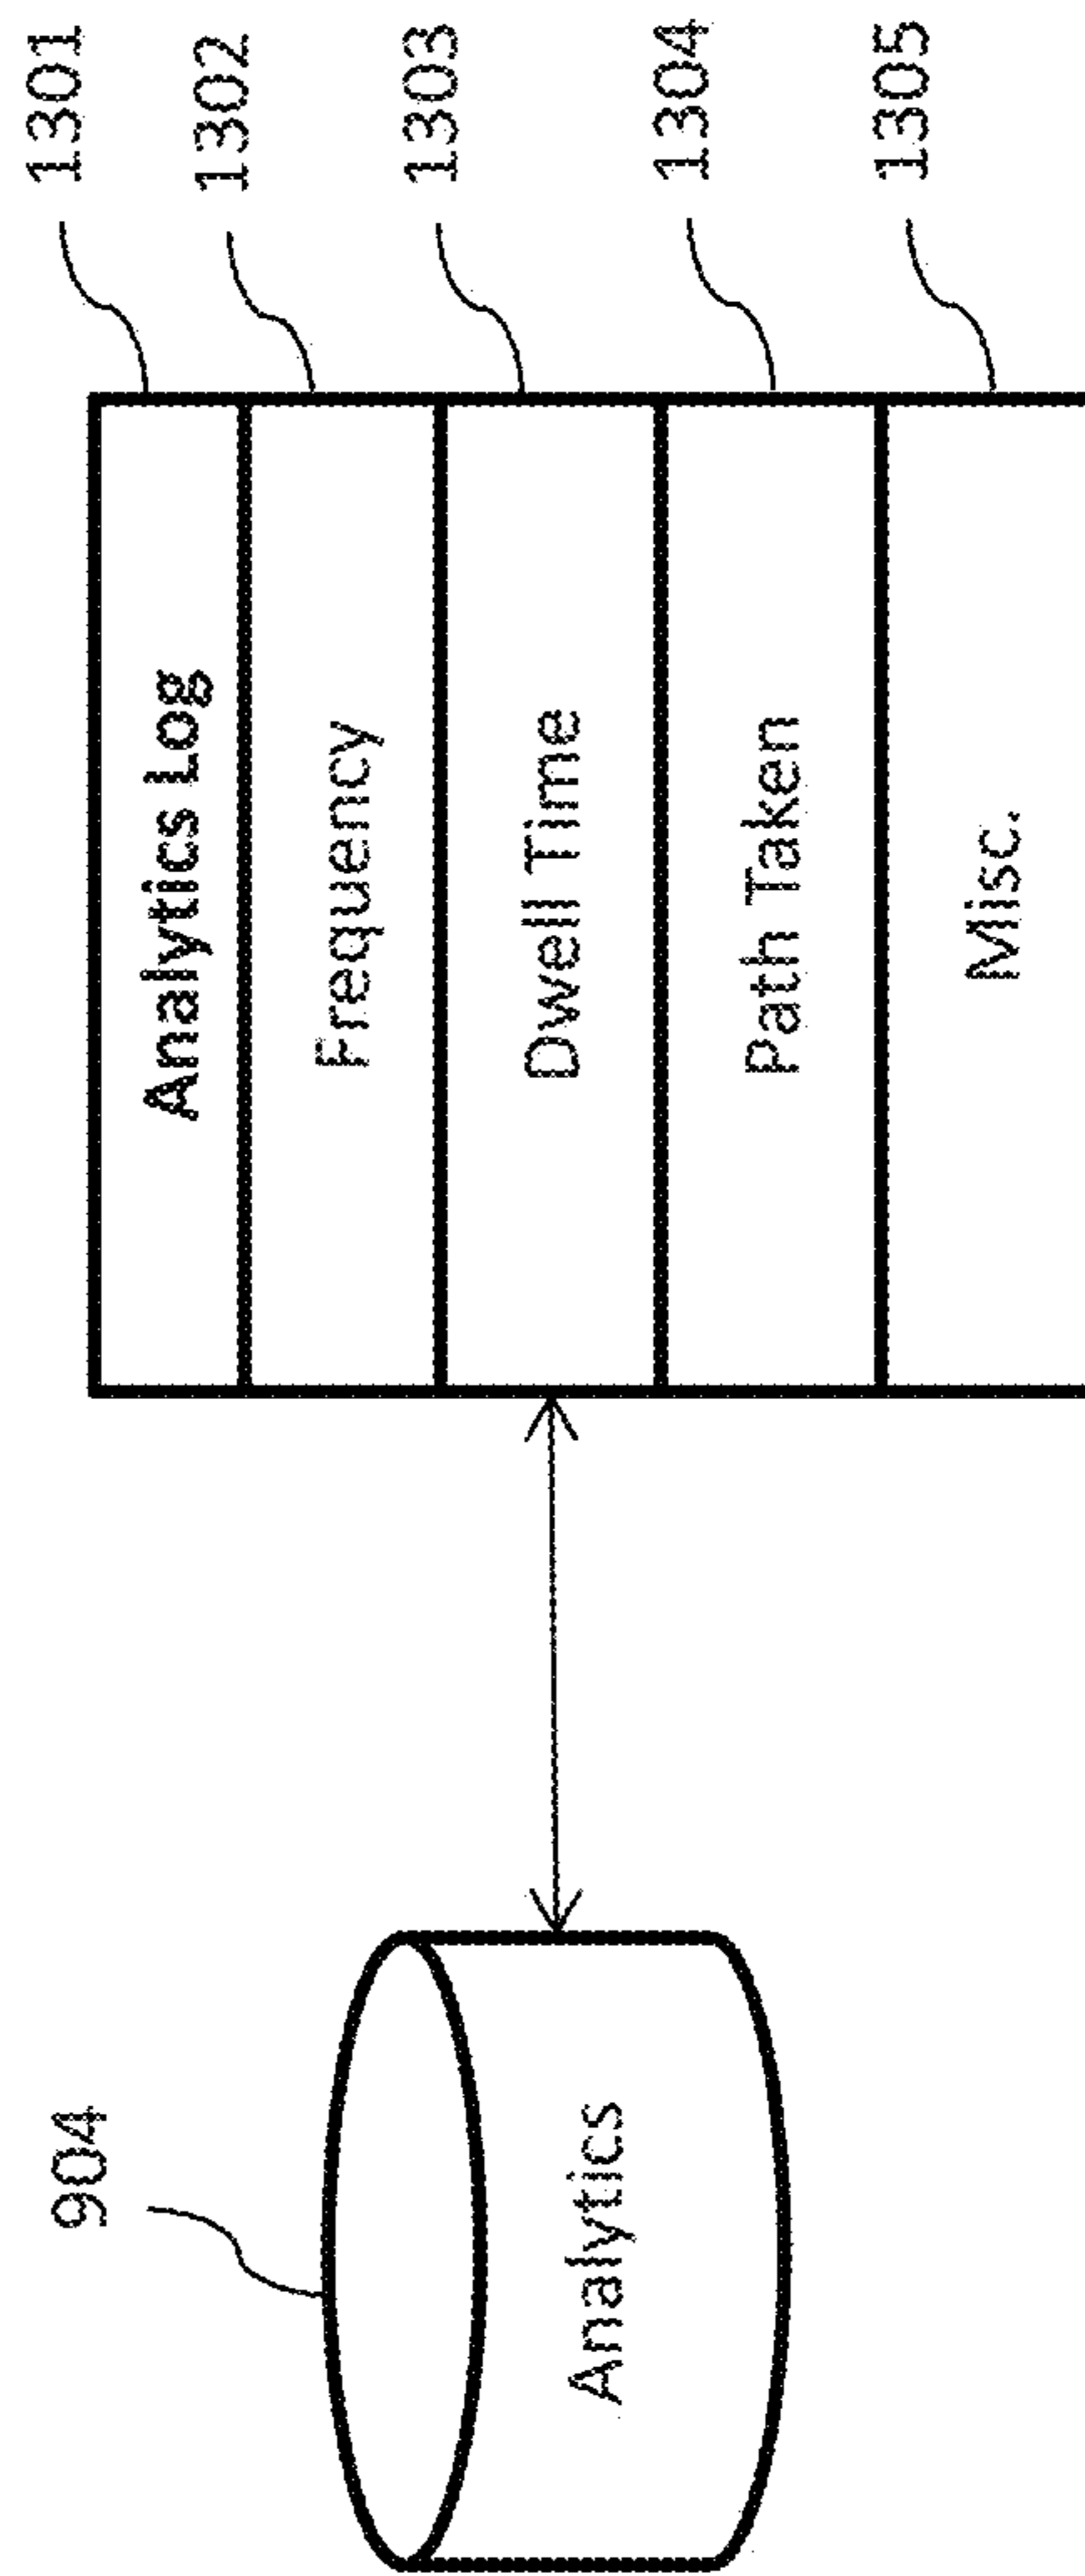 904
Analytics
Analytics Log
1301
Frequency
1302
Dwell Time
1303
Path Taken
1304
Misc.
1305